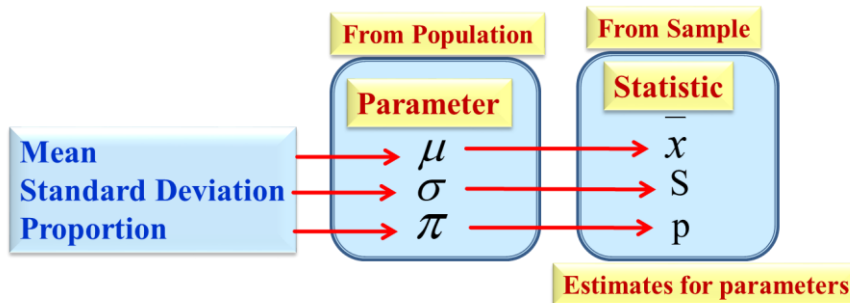 From Population
From Sample
Parameter
Statistic
Mean μ x̄
Standard Deviation σ S
Proportion π p
Estimates for parameters